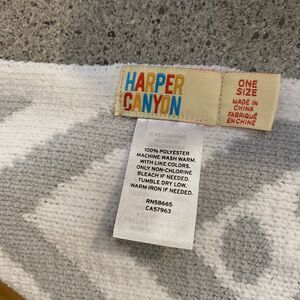 HARPER
CANYON
ONE
SIZE
MADE IN
CHINA
FABRIQUÉ
EN CHINE
100% POLYESTER
MACHINE WASH WARM,
WITH LIKE COLORS.
ONLY NON-CHLORINE
BLEACH IF NEEDED.
TUMBLE DRY LOW.
WARM IRON IF NEEDED.
RN58665
CA57963